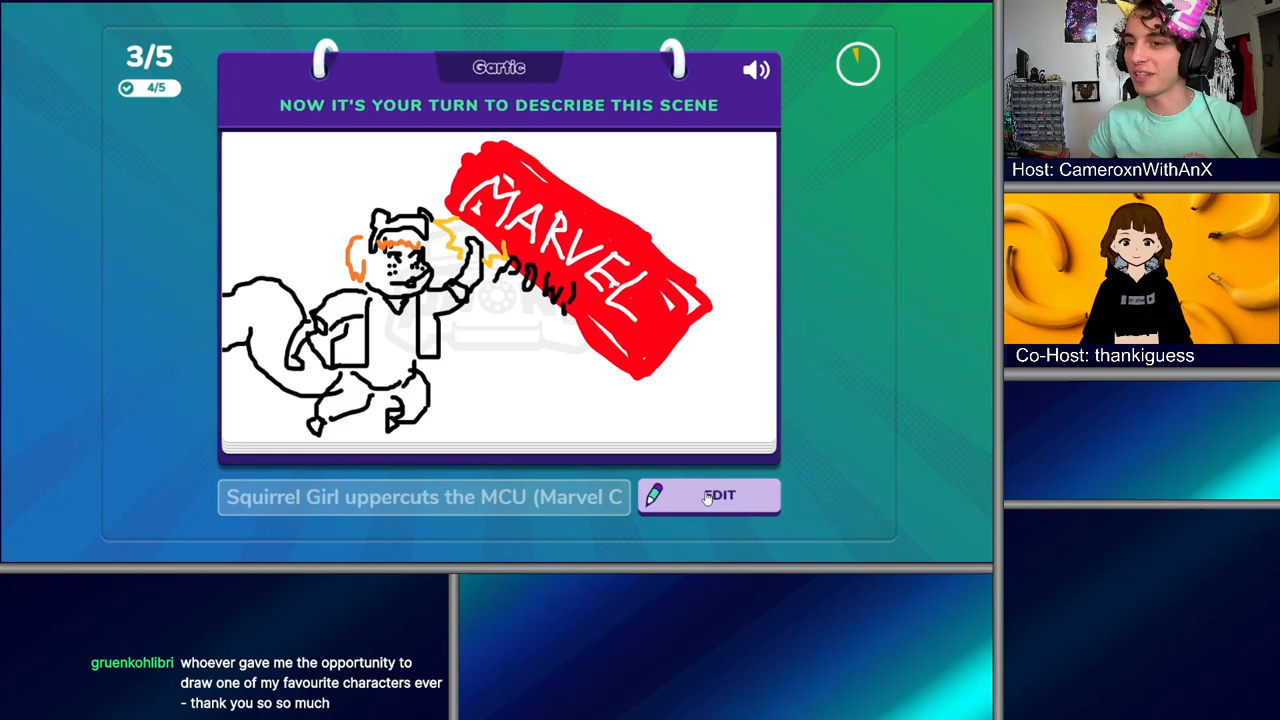 3/5
4/5
Gartic
NOW IT'S YOUR TURN TO DESCRIBE THIS SCENE
MARVEL
POW!
Squirrel Girl uppercuts the MCU (Marvel C
EDIT
Host: CameroxnWithAnX
Co-Host: thankiguess
gruenkohlibri whoever gave me the opportunity to
draw one of my favourite characters ever
- thank you so so much